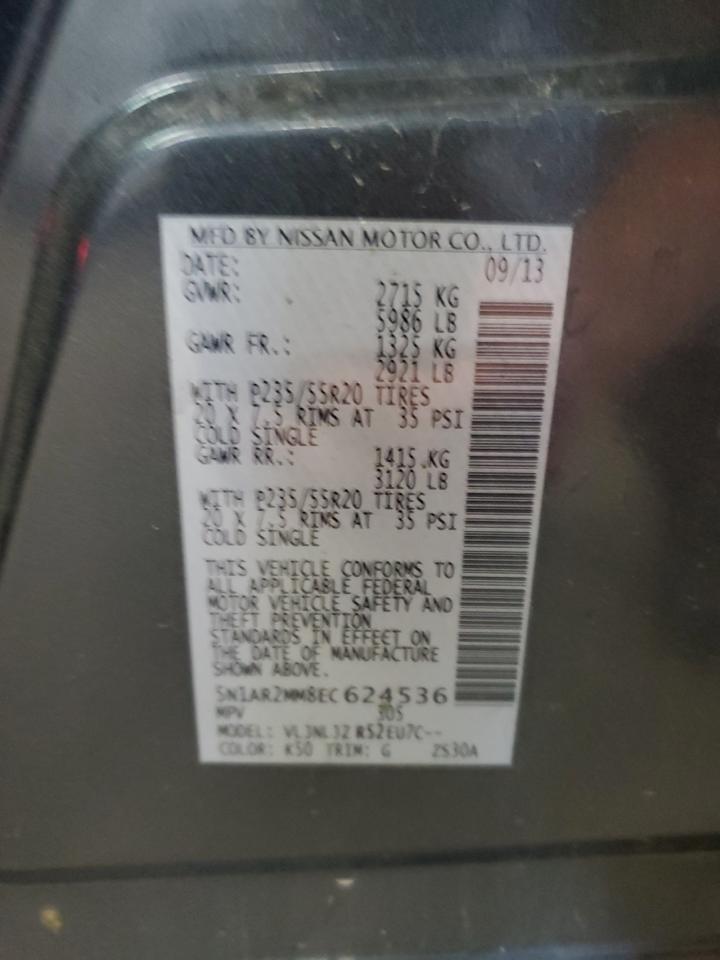 MFD BY NISSAN MOTOR CO., LTD.
DATE: 09/13
GVWR: 2715 KG
5986 LB
GAWR FR.: 1325 KG
2921 LB
WITH P235/55R20 TIRES
20 X 7.5 RIMS AT 35 PSI
COLD SINGLE
GAWR RR.: 1415 KG
3120 LB
WITH P235/55R20 TIRES
20 X 7.5 RIMS AT 35 PSI
COLD SINGLE
THIS VEHICLE CONFORMS TO
ALL APPLICABLE FEDERAL
MOTOR VEHICLE SAFETY AND
THEFT PREVENTION
STANDARDS IN EFFECT ON
THE DATE OF MANUFACTURE
SHOWN ABOVE.
5N1AR2MM8EC624536
MPV 305
MODEL: VL3NL32 R52EU7C--
COLOR: K50 TRIM: G ZS30A